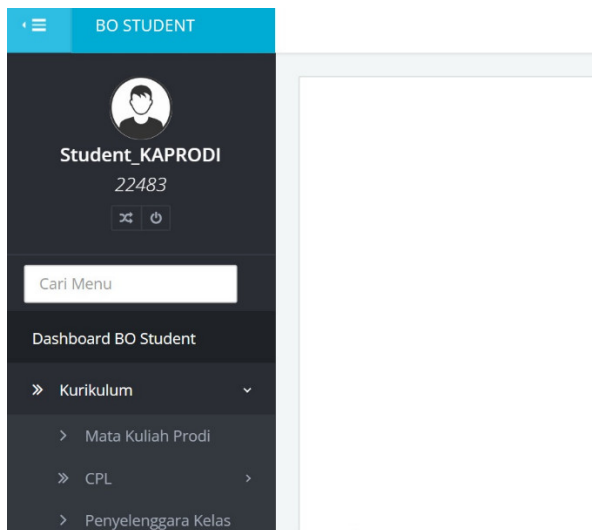 BO STUDENT
Student_KAPRODI
22483
Cari Menu
Dashboard BO Student
Kurikulum
Mata Kuliah Prodi
CPL
Penyelenggara Kelas